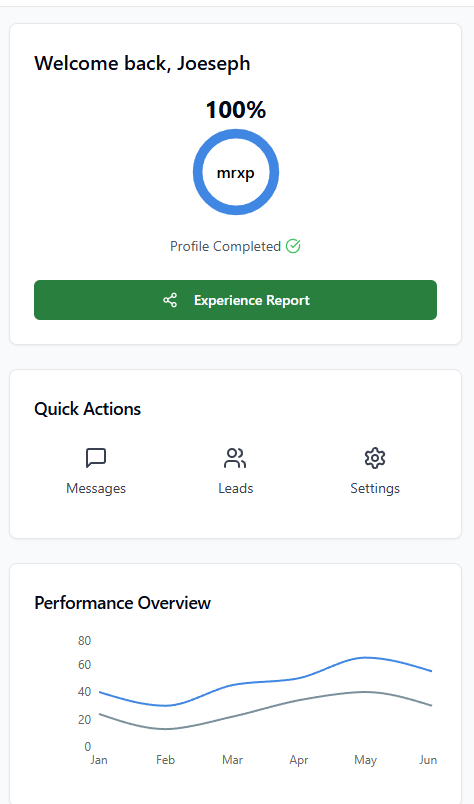 Welcome back, Joeseph
100%
mrxp
Profile Completed
Experience Report
Quick Actions
Messages Leads Settings
Performance Overview
80
60
40
20
0
Jan Feb Mar Apr May Jun